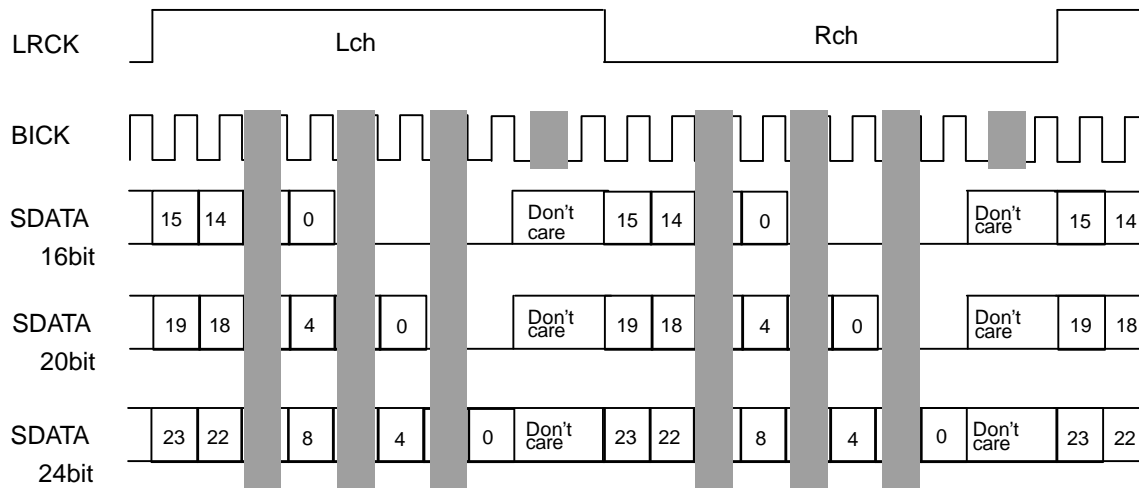 LRCK
Lch
Rch
BICK
SDATA
16bit
15 14 0 Don't care 15 14 0 Don't care 15 14
SDATA
20bit
19 18 4 0 Don't care 19 18 4 0 Don't care 19 18
SDATA
24bit
23 22 8 4 0 Don't care 23 22 8 4 0 Don't care 23 22